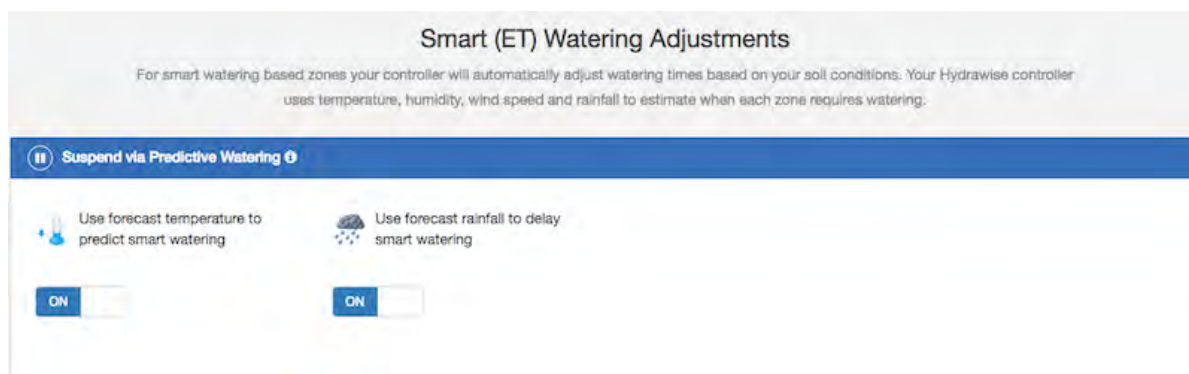 Smart (ET) Watering Adjustments
For smart watering based zones your controller will automatically adjust watering times based on your soil conditions. Your Hydrawise controller
uses temperature, humidity, wind speed and rainfall to estimate when each zone requires watering.
Suspend via Predictive Watering
Use forecast temperature to
predict smart watering
Use forecast rainfall to delay
smart watering
ON
ON